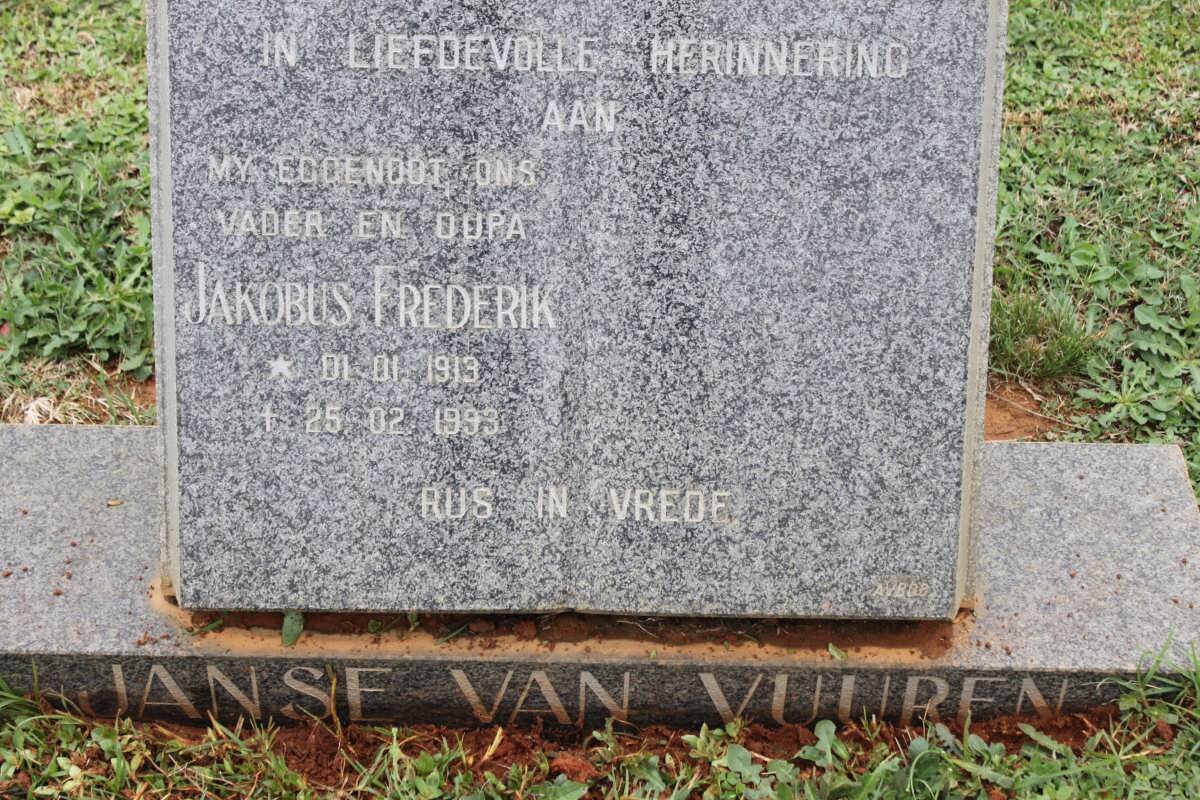 IN LIEFDEVOLLE HERINNERING
AAN
MY EGGENOOT, ONS
VADER EN OUPA
JAKOBUS FREDERIK
★ 01. 01. 1913
† 25 02 1993
RUS IN VREDE.
JANSE VAN VUUREN